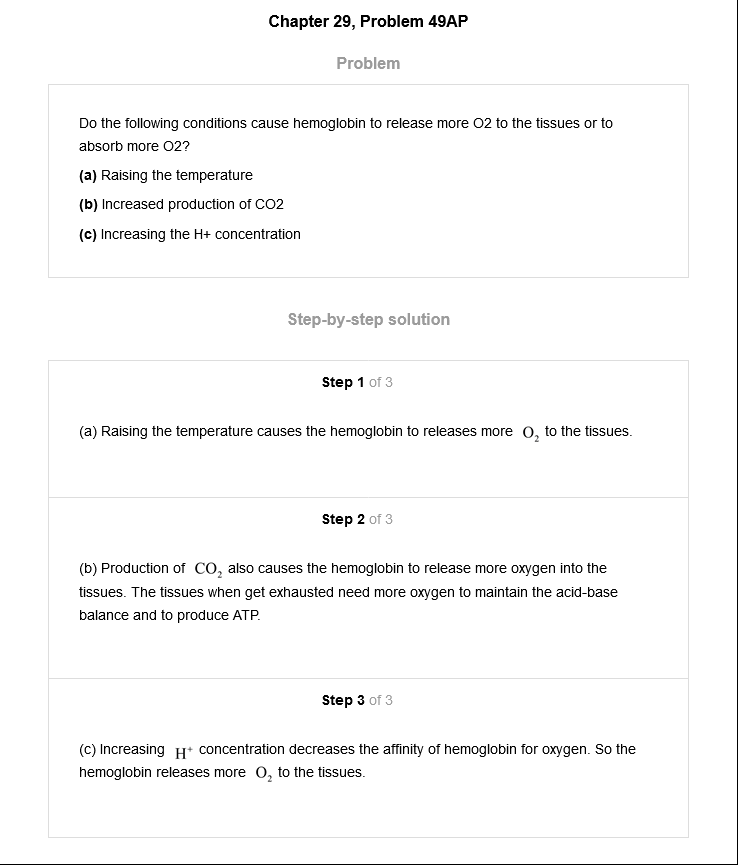 Chapter 29, Problem 49AP
Problem
Do the following conditions cause hemoglobin to release more O2 to the tissues or to
absorb more O2?
(a) Raising the temperature
(b) Increased production of CO2
(c) Increasing the H+ concentration
Step-by-step solution
Step 1 of 3
(a) Raising the temperature causes the hemoglobin to releases more O₂ to the tissues.
Step 2 of 3
(b) Production of CO₂ also causes the hemoglobin to release more oxygen into the
tissues. The tissues when get exhausted need more oxygen to maintain the acid-base
balance and to produce ATP.
Step 3 of 3
(c) Increasing H⁺ concentration decreases the affinity of hemoglobin for oxygen. So the
hemoglobin releases more O₂ to the tissues.